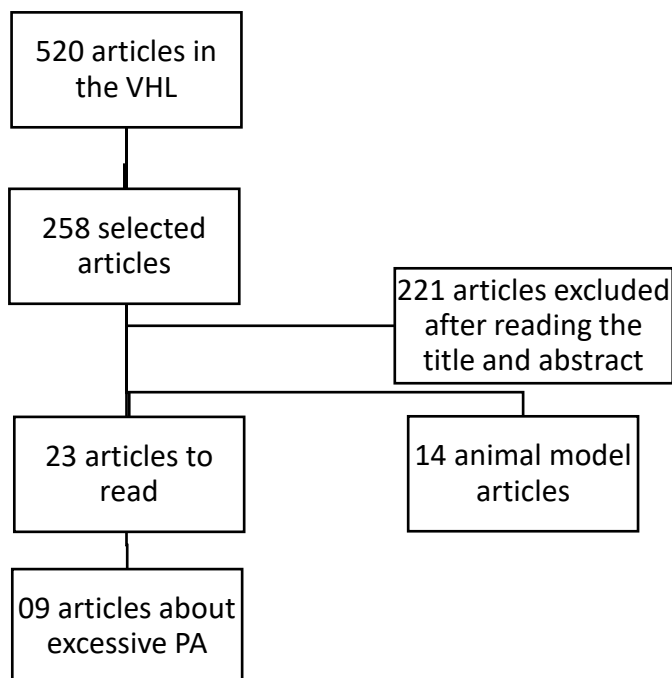 520 articles in
the VHL
258 selected
articles
221 articles excluded
after reading the
title and abstract
23 articles to
read
14 animal model
articles
09 articles about
excessive PA